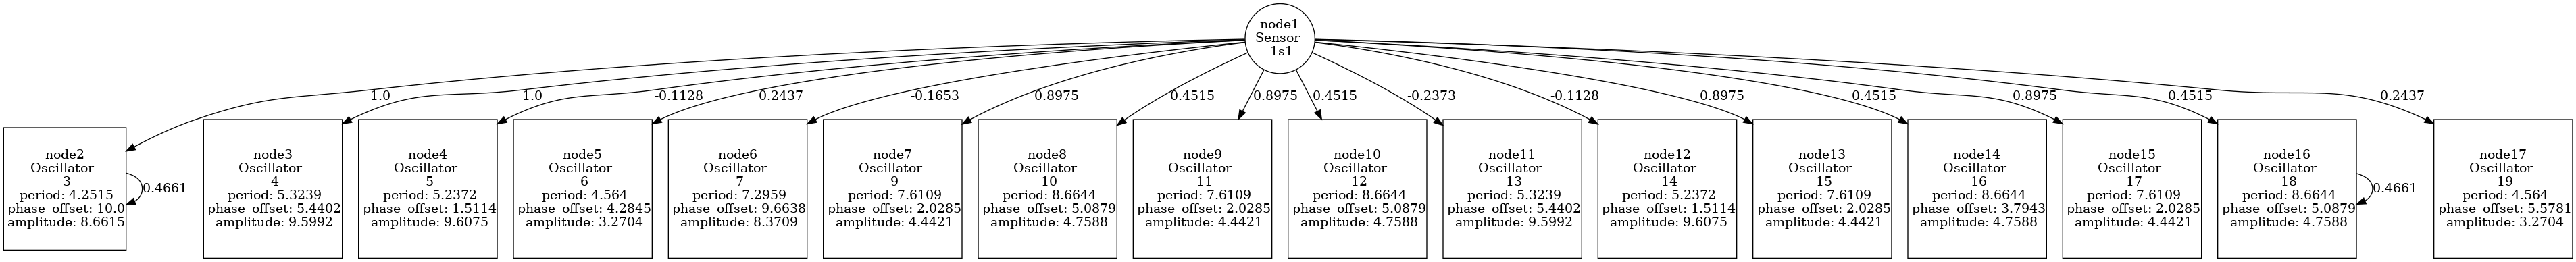 node1
Sensor
1s1
1.0
1.0
-0.1128
0.2437
-0.1653
0.8975
0.4515
0.8975
0.4515
-0.2373
-0.1128
0.8975
0.4515
0.8975
0.4515
0.2437
node2
Oscillator
3
period: 4.2515
phase_offset: 10.0
amplitude: 8.6615
0.4661
node3
Oscillator
4
period: 5.3239
phase_offset: 5.4402
amplitude: 9.5992
node4
Oscillator
5
period: 5.2372
phase_offset: 1.5114
amplitude: 9.6075
node5
Oscillator
6
period: 4.564
phase_offset: 4.2845
amplitude: 3.2704
node6
Oscillator
7
period: 7.2959
phase_offset: 9.6638
amplitude: 8.3709
node7
Oscillator
9
period: 7.6109
phase_offset: 2.0285
amplitude: 4.4421
node8
Oscillator
10
period: 8.6644
phase_offset: 5.0879
amplitude: 4.7588
node9
Oscillator
11
period: 7.6109
phase_offset: 2.0285
amplitude: 4.4421
node10
Oscillator
12
period: 8.6644
phase_offset: 5.0879
amplitude: 4.7588
node11
Oscillator
13
period: 5.3239
phase_offset: 5.4402
amplitude: 9.5992
node12
Oscillator
14
period: 5.2372
phase_offset: 1.5114
amplitude: 9.6075
node13
Oscillator
15
period: 7.6109
phase_offset: 2.0285
amplitude: 4.4421
node14
Oscillator
16
period: 8.6644
phase_offset: 3.7943
amplitude: 4.7588
node15
Oscillator
17
period: 7.6109
phase_offset: 2.0285
amplitude: 4.4421
node16
Oscillator
18
period: 8.6644
phase_offset: 5.0879
amplitude: 4.7588
0.4661
node17
Oscillator
19
period: 4.564
phase_offset: 5.5781
amplitude: 3.2704